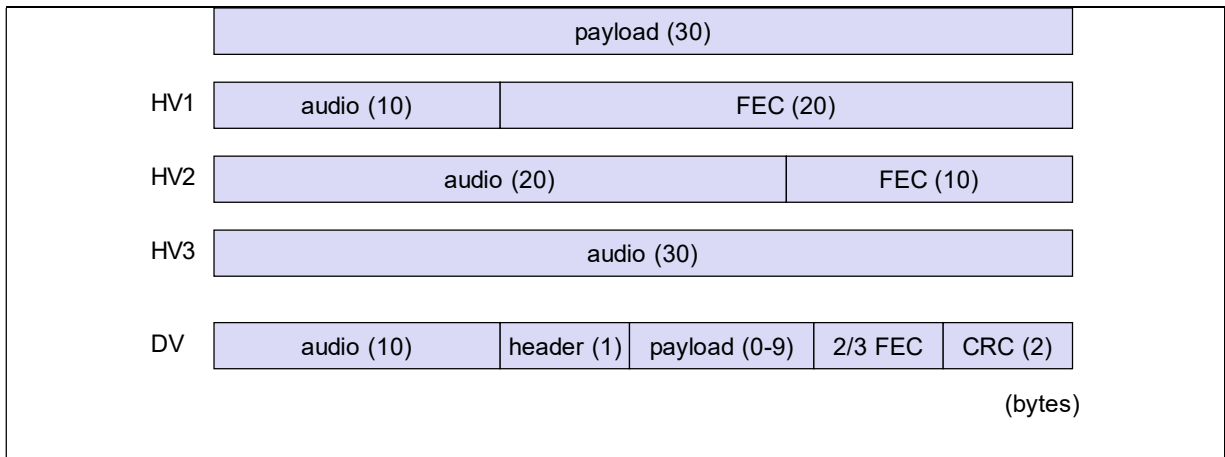 payload (30)
HV1 audio (10) FEC (20)
HV2 audio (20) FEC (10)
HV3 audio (30)
DV audio (10) header (1) payload (0-9) 2/3 FEC CRC (2)
(bytes)